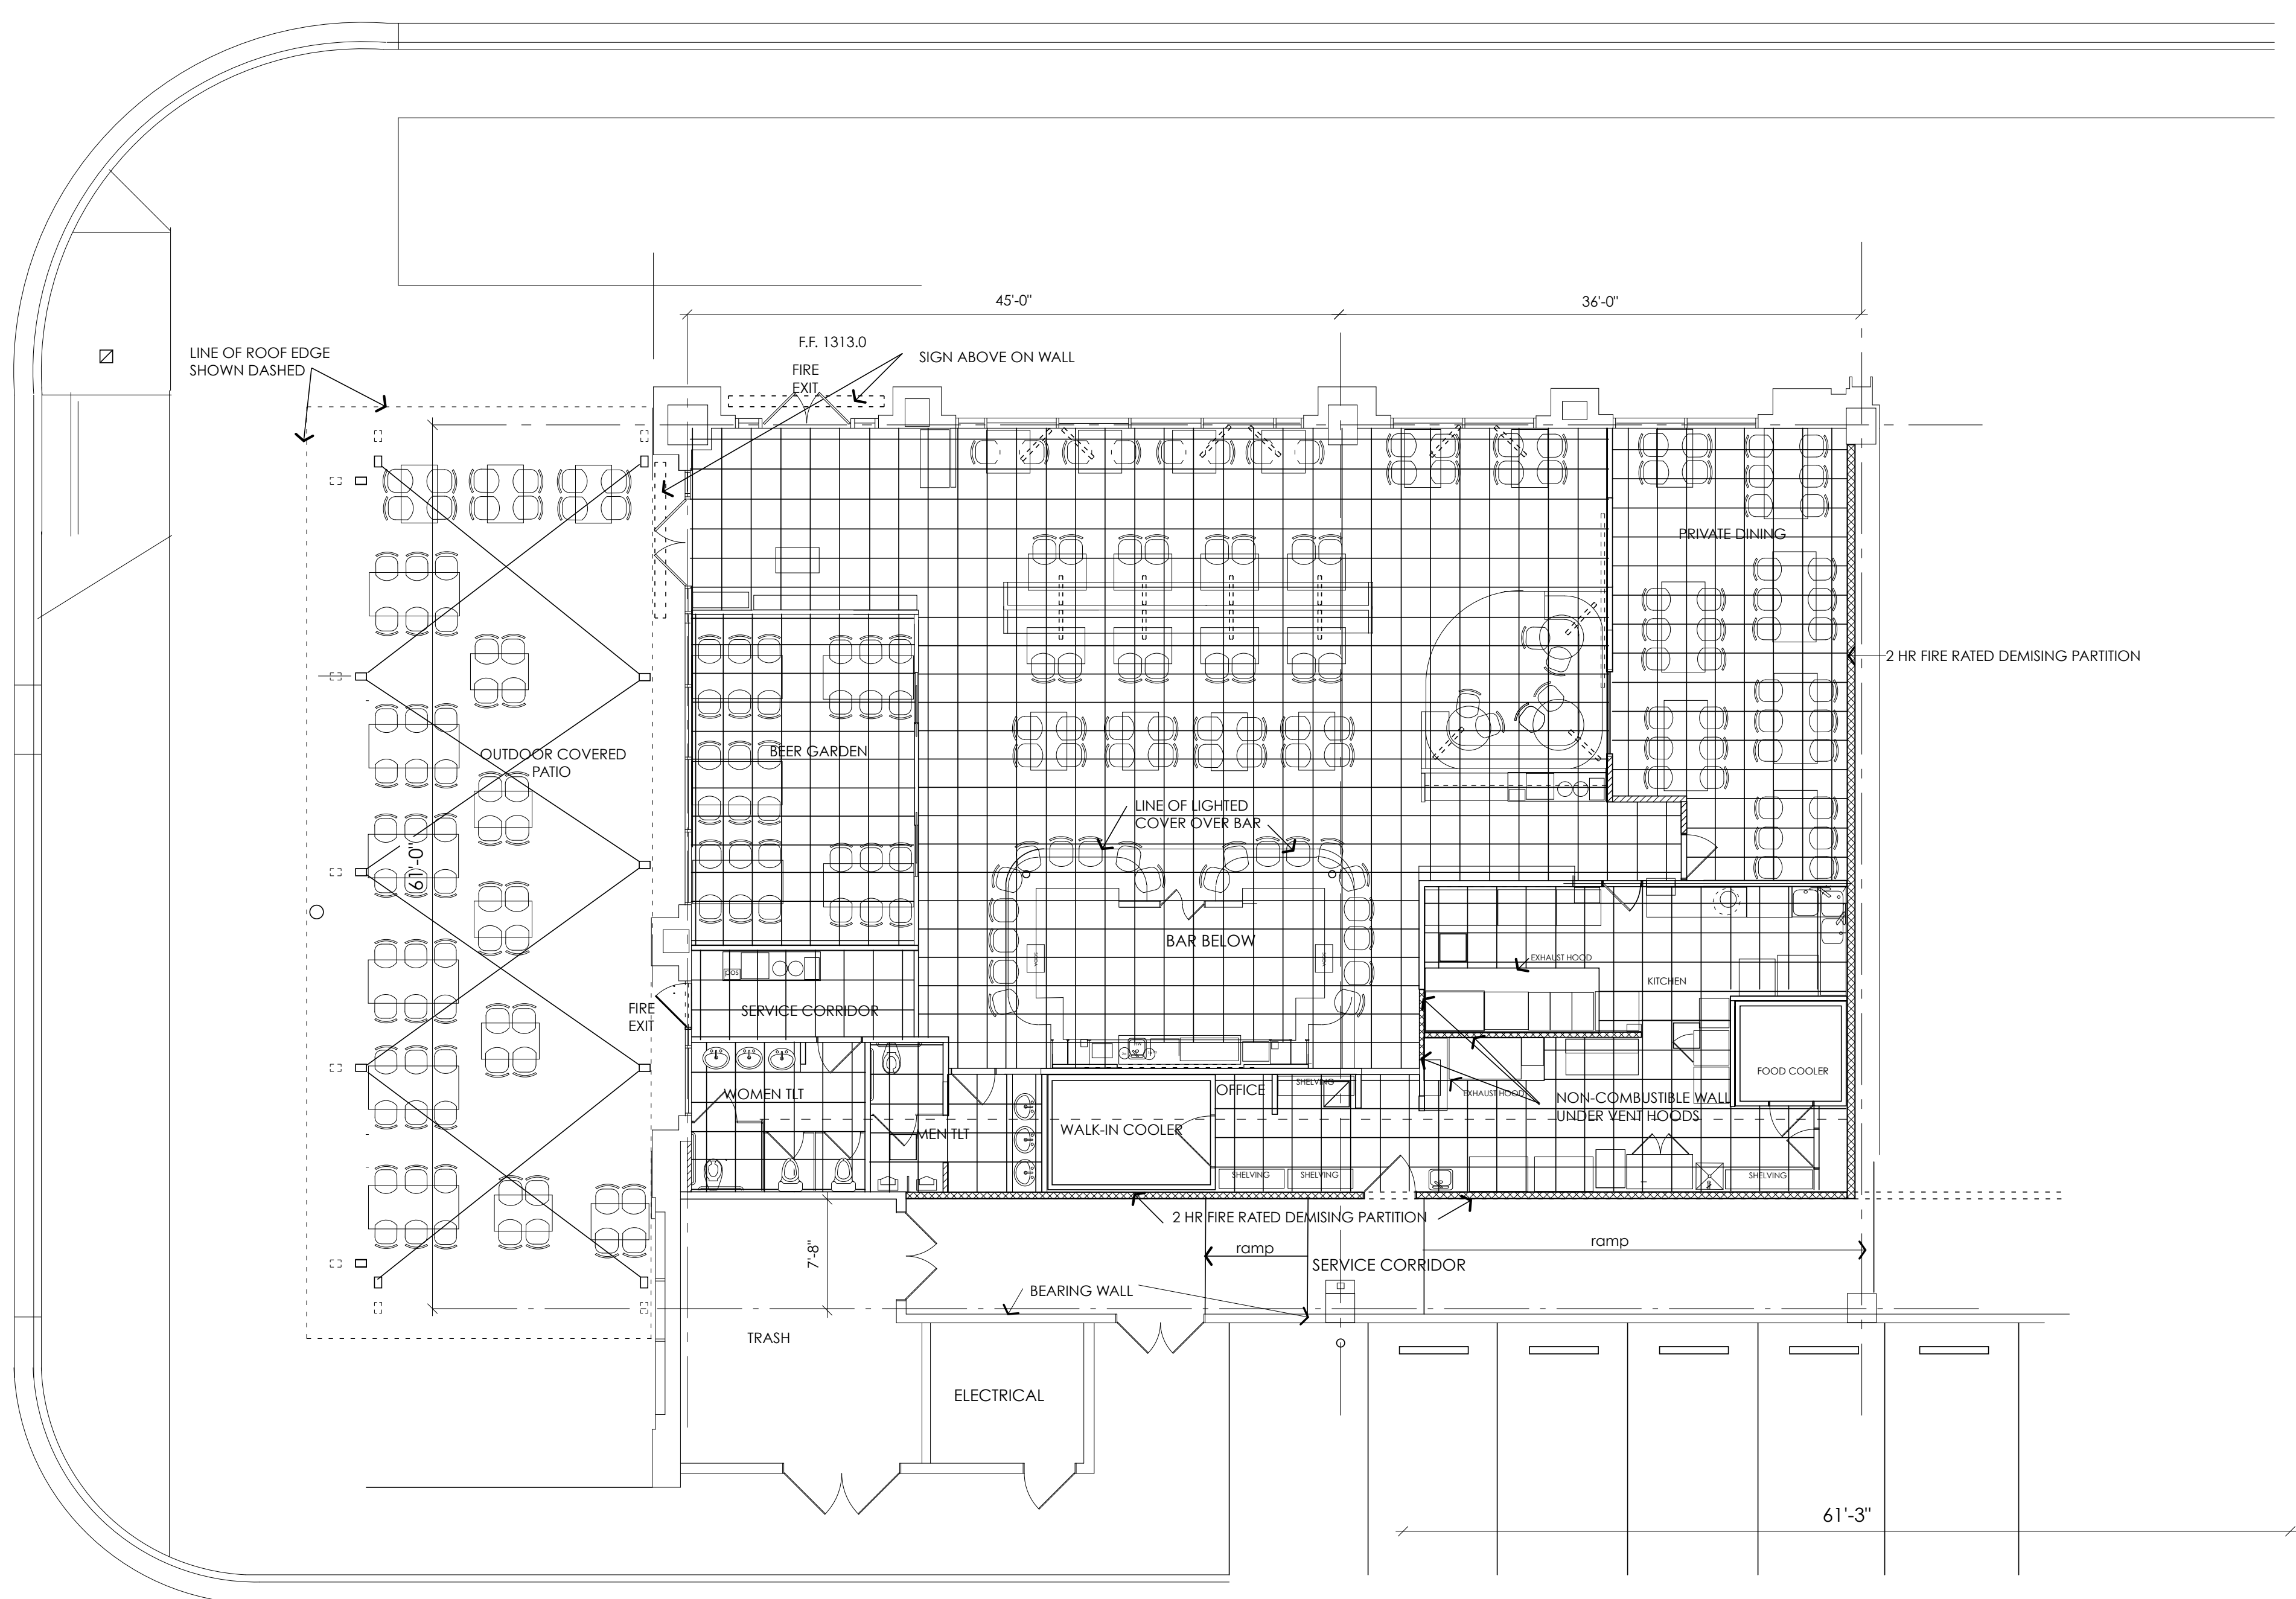 45'-0"
36'-0"
F.F. 1313.0
LINE OF ROOF EDGE
SHOWN DASHED
SIGN ABOVE ON WALL
FIRE
EXIT
PRIVATE DINING
2 HR FIRE RATED DEMISING PARTITION
OUTDOOR COVERED
PATIO
BEER GARDEN
LINE OF LIGHTED
COVER OVER BAR
61'-0"
BAR BELOW
EXHAUST HOOD
KITCHEN
FIRE
EXIT
SERVICE CORRIDOR
FOOD COOLER
WOMEN TLT
OFFICE
SHELVING
EXHAUST HOOD
NON-COMBUSTIBLE WALL
UNDER VENT HOODS
MEN TLT
WALK-IN COOLER
SHELVING
SHELVING
SHELVING
2 HR FIRE RATED DEMISING PARTITION
7'-8"
ramp
ramp
SERVICE CORRIDOR
BEARING WALL
TRASH
ELECTRICAL
61'-3"